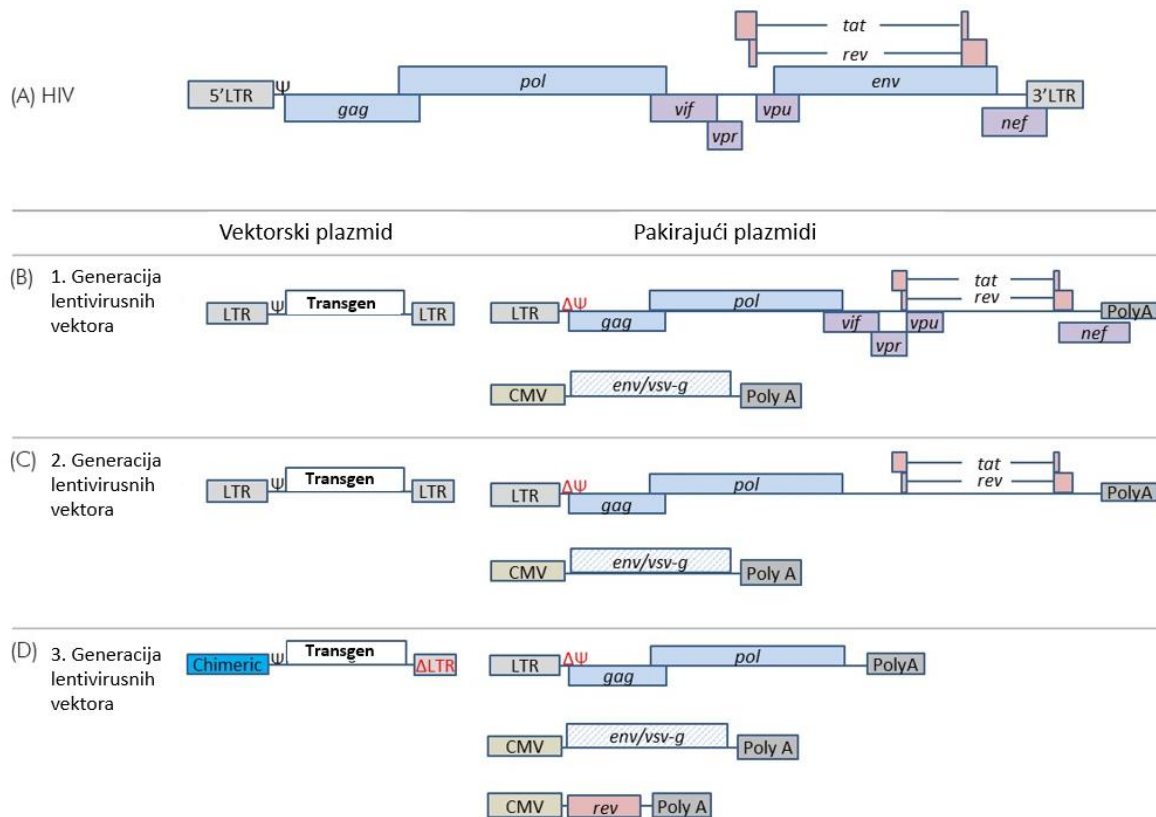 tat
rev
(A) HIV
5'LTR
Ψ
gag
pol
vif
vpr
vpu
env
nef
3'LTR
Vektorski plazmid
Pakirajući plazmidi
(B) 1. Generacija
lentivirusnih
vektora
LTR
Ψ
Transgen
LTR
LTR
ΔΨ
gag
pol
vif
vpr
vpu
tat
rev
nef
PolyA
CMV
env/vsv-g
Poly A
(C) 2. Generacija
lentivirusnih
vektora
LTR
Ψ
Transgen
LTR
LTR
ΔΨ
gag
pol
tat
rev
PolyA
CMV
env/vsv-g
Poly A
(D) 3. Generacija
lentivirusnih
vektora
Chimeric
Ψ
Transgen
ΔLTR
LTR
ΔΨ
gag
pol
PolyA
CMV
env/vsv-g
Poly A
CMV
rev
Poly A